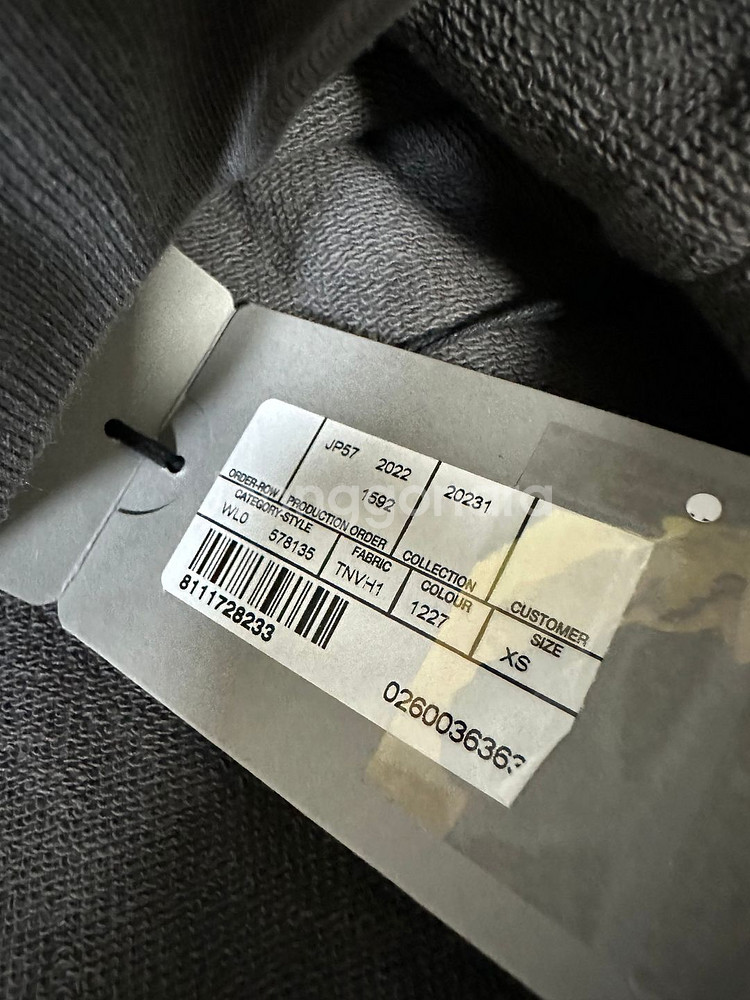 JP57 2022 20231
1592
ORDER-ROW PRODUCTION ORDER COLLECTION CUSTOMER
CATEGORY-STYLE FABRIC COLOUR SIZE
WL0 578135 TNVH1 1227 XS
8111728233
026003636